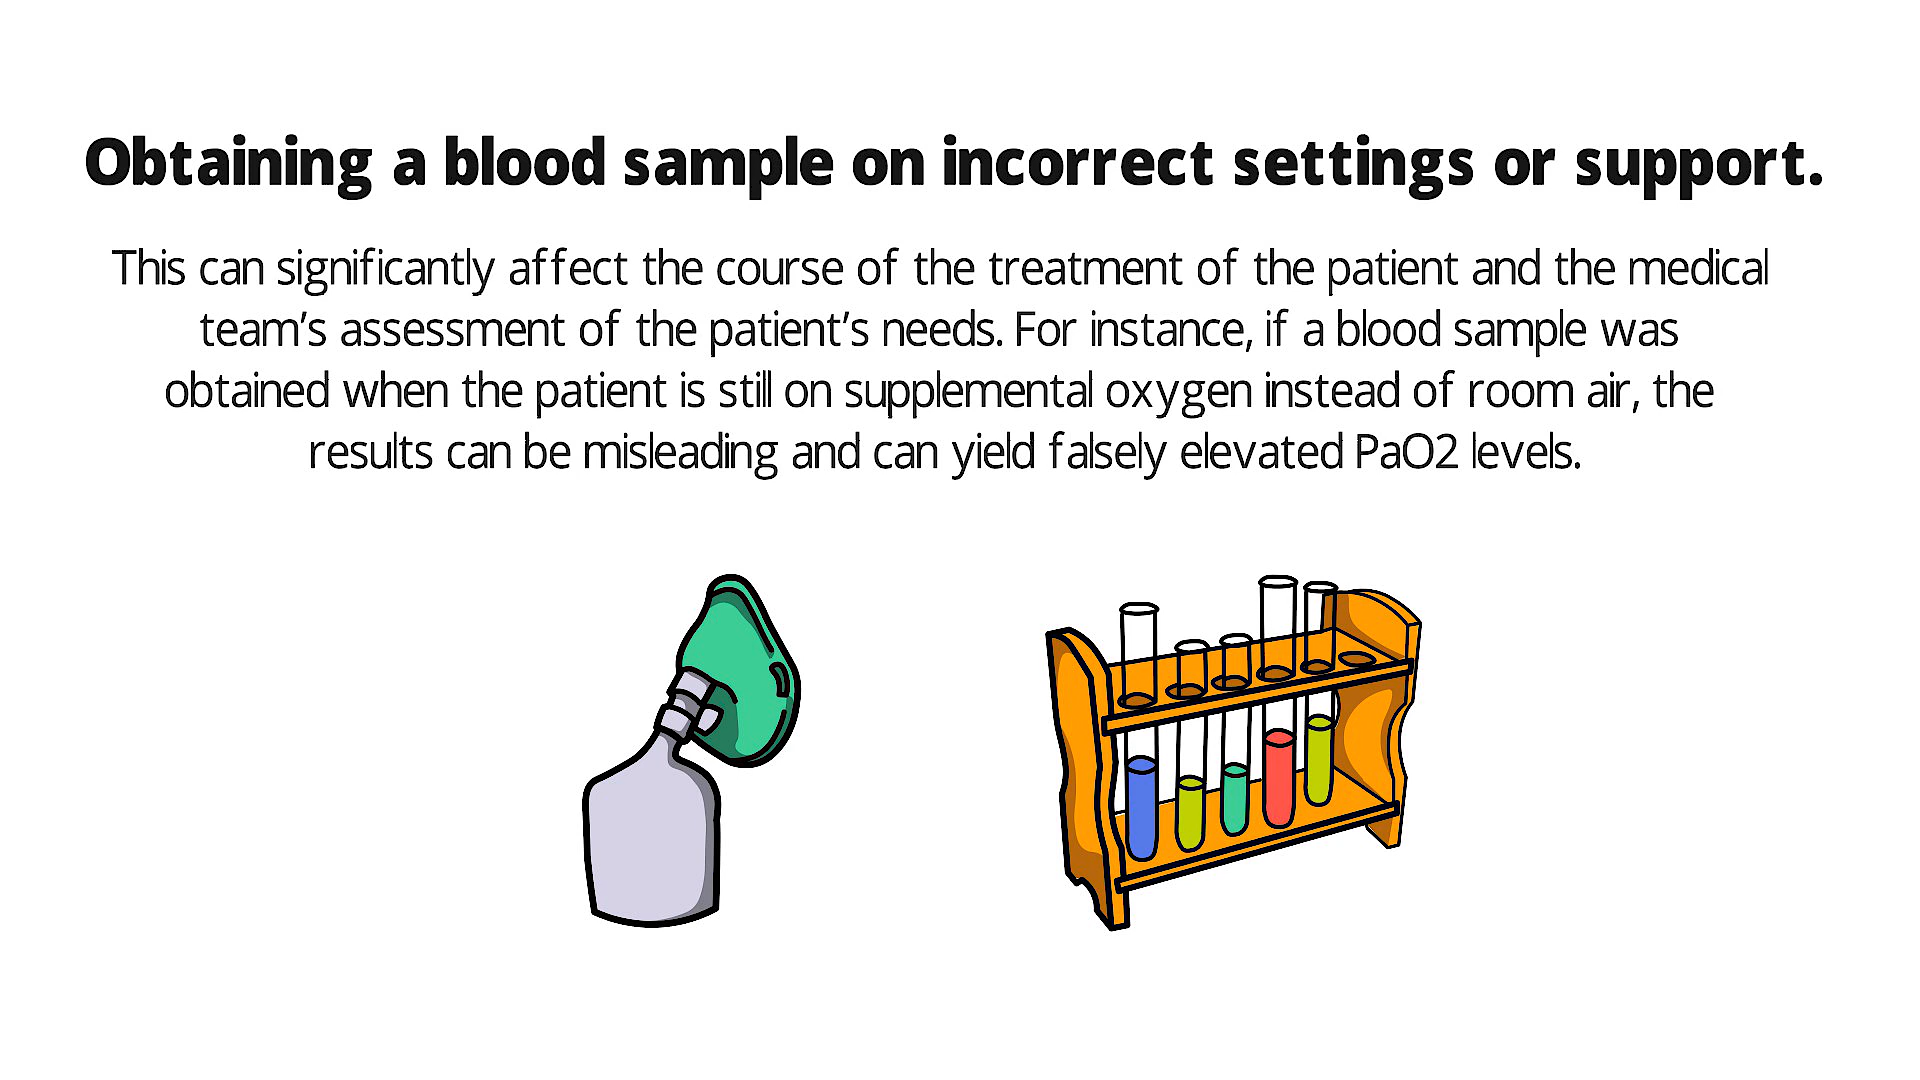 Obtaining a blood sample on incorrect settings or support.
This can significantly affect the course of the treatment of the patient and the medical
team’s assessment of the patient’s needs. For instance, if a blood sample was
obtained when the patient is still on supplemental oxygen instead of room air, the
results can be misleading and can yield falsely elevated PaO2 levels.